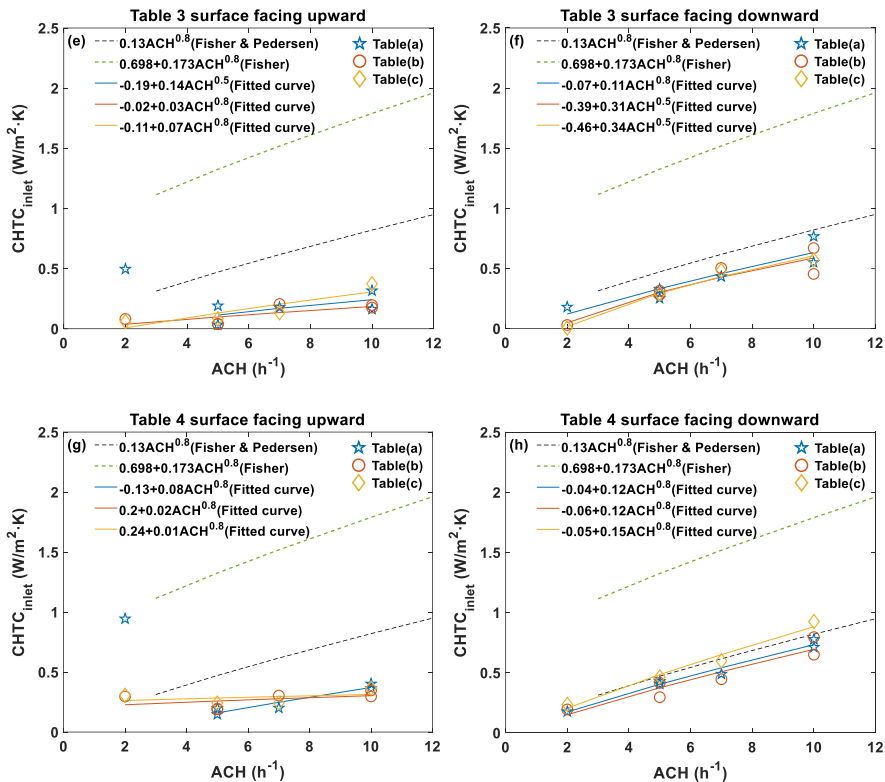 Table 3 surface facing upward
(e)
0.13ACH^0.8(Fisher & Pedersen)
0.698+0.173ACH^0.8(Fisher)
-0.19+0.14ACH^0.5(Fitted curve)
-0.02+0.03ACH^0.8(Fitted curve)
-0.11+0.07ACH^0.8(Fitted curve)
Table(a)
Table(b)
Table(c)
CHTC_inlet (W/m^2·K)
2.5
2
1.5
1
0.5
0
0 2 4 6 8 10 12
ACH (h^-1)
Table 3 surface facing downward
(f)
0.13ACH^0.8(Fisher & Pedersen)
0.698+0.173ACH^0.8(Fisher)
-0.07+0.11ACH^0.8(Fitted curve)
-0.39+0.31ACH^0.5(Fitted curve)
-0.46+0.34ACH^0.5(Fitted curve)
Table(a)
Table(b)
Table(c)
CHTC_inlet (W/m^2·K)
2.5
2
1.5
1
0.5
0
0 2 4 6 8 10 12
ACH (h^-1)
Table 4 surface facing upward
(g)
0.13ACH^0.8(Fisher & Pedersen)
0.698+0.173ACH^0.8(Fisher)
-0.13+0.08ACH^0.8(Fitted curve)
0.2+0.02ACH^0.8(Fitted curve)
0.24+0.01ACH^0.8(Fitted curve)
Table(a)
Table(b)
Table(c)
CHTC_inlet (W/m^2·K)
2.5
2
1.5
1
0.5
0
0 2 4 6 8 10 12
ACH (h^-1)
Table 4 surface facing downward
(h)
0.13ACH^0.8(Fisher & Pedersen)
0.698+0.173ACH^0.8(Fisher)
-0.04+0.12ACH^0.8(Fitted curve)
-0.06+0.12ACH^0.8(Fitted curve)
-0.05+0.15ACH^0.8(Fitted curve)
Table(a)
Table(b)
Table(c)
CHTC_inlet (W/m^2·K)
2.5
2
1.5
1
0.5
0
0 2 4 6 8 10 12
ACH (h^-1)